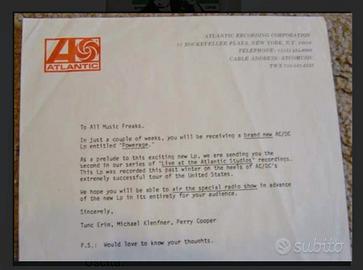 ATLANTIC
ATLANTIC RECORDING CORPORATION
75 ROCKEFELLER PLAZA, NEW YORK, N.Y. 10019
TELEPHONE:
CABLE ADDRESS: ATCOMUSIC
TWX
To All Music Freaks.
In just a couple of weeks, you will be receiving a brand new AC/DC
Lp entitled "Powerage."
As a prelude to this exciting new Lp, we are sending you the
second in our series of "Live at the Atlantic Studios" recordings.
This Lp was recorded this past winter on the heels of AC/DC's
extremely successful tour of the United States.
We hope you will be able to air the special radio show in advance
of the new Lp in its entirely for your audience.
Sincerely,
Tunc Erim, Michael Klenfner, Perry Cooper
P.S.: Would love to know your thoughts.
subito